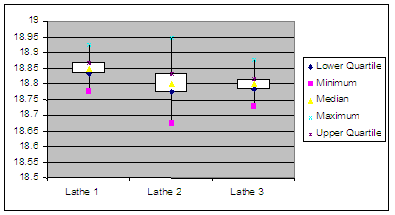 19
18.95
18.9
18.85
18.8
18.75
18.7
18.65
18.6
18.55
18.5
Lathe 1 Lathe 2 Lathe 3
Lower Quartile
Minimum
Median
Maximum
Upper Quartile